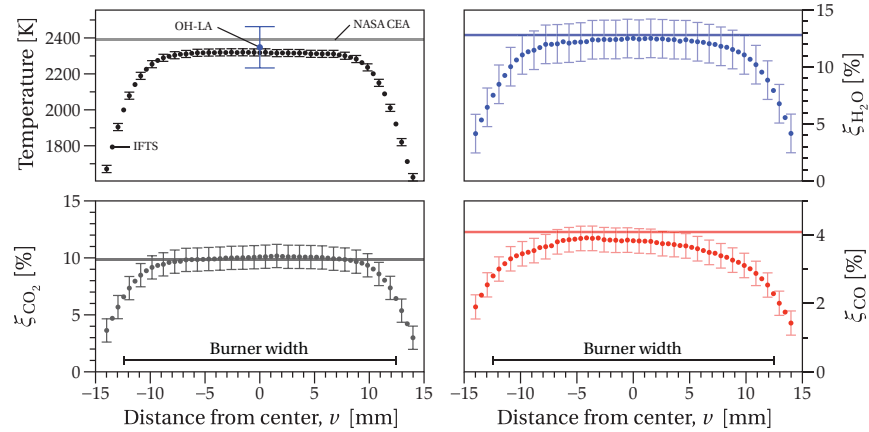 Temperature [K]
2400
2200
2000
1800
OH-LA
NASA CEA
IFTS
15
10
5
0
ξH₂O [%]
15
10
5
0
ξCO₂ [%]
Burner width
−15 −10 −5 0 5 10 15
Distance from center, υ [mm]
4
2
0
ξCO [%]
Burner width
−15 −10 −5 0 5 10 15
Distance from center, υ [mm]